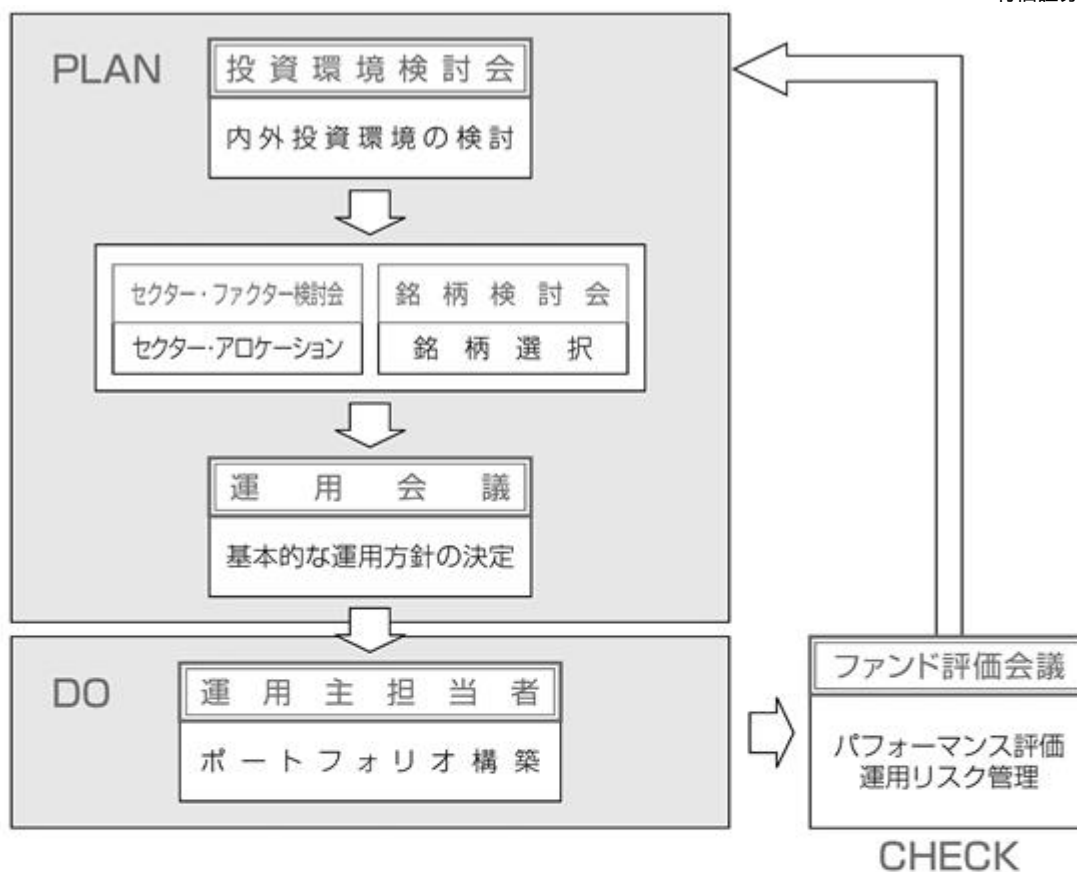 PLAN
投資環境検討会
内外投資環境の検討
セクター・ファクター検討会
セクター・アロケーション
銘柄検討会
銘柄選択
運用会議
基本的な運用方針の決定
DO
運用主担当者
ポートフォリオ構築
ファンド評価会議
パフォーマンス評価
運用リスク管理
CHECK